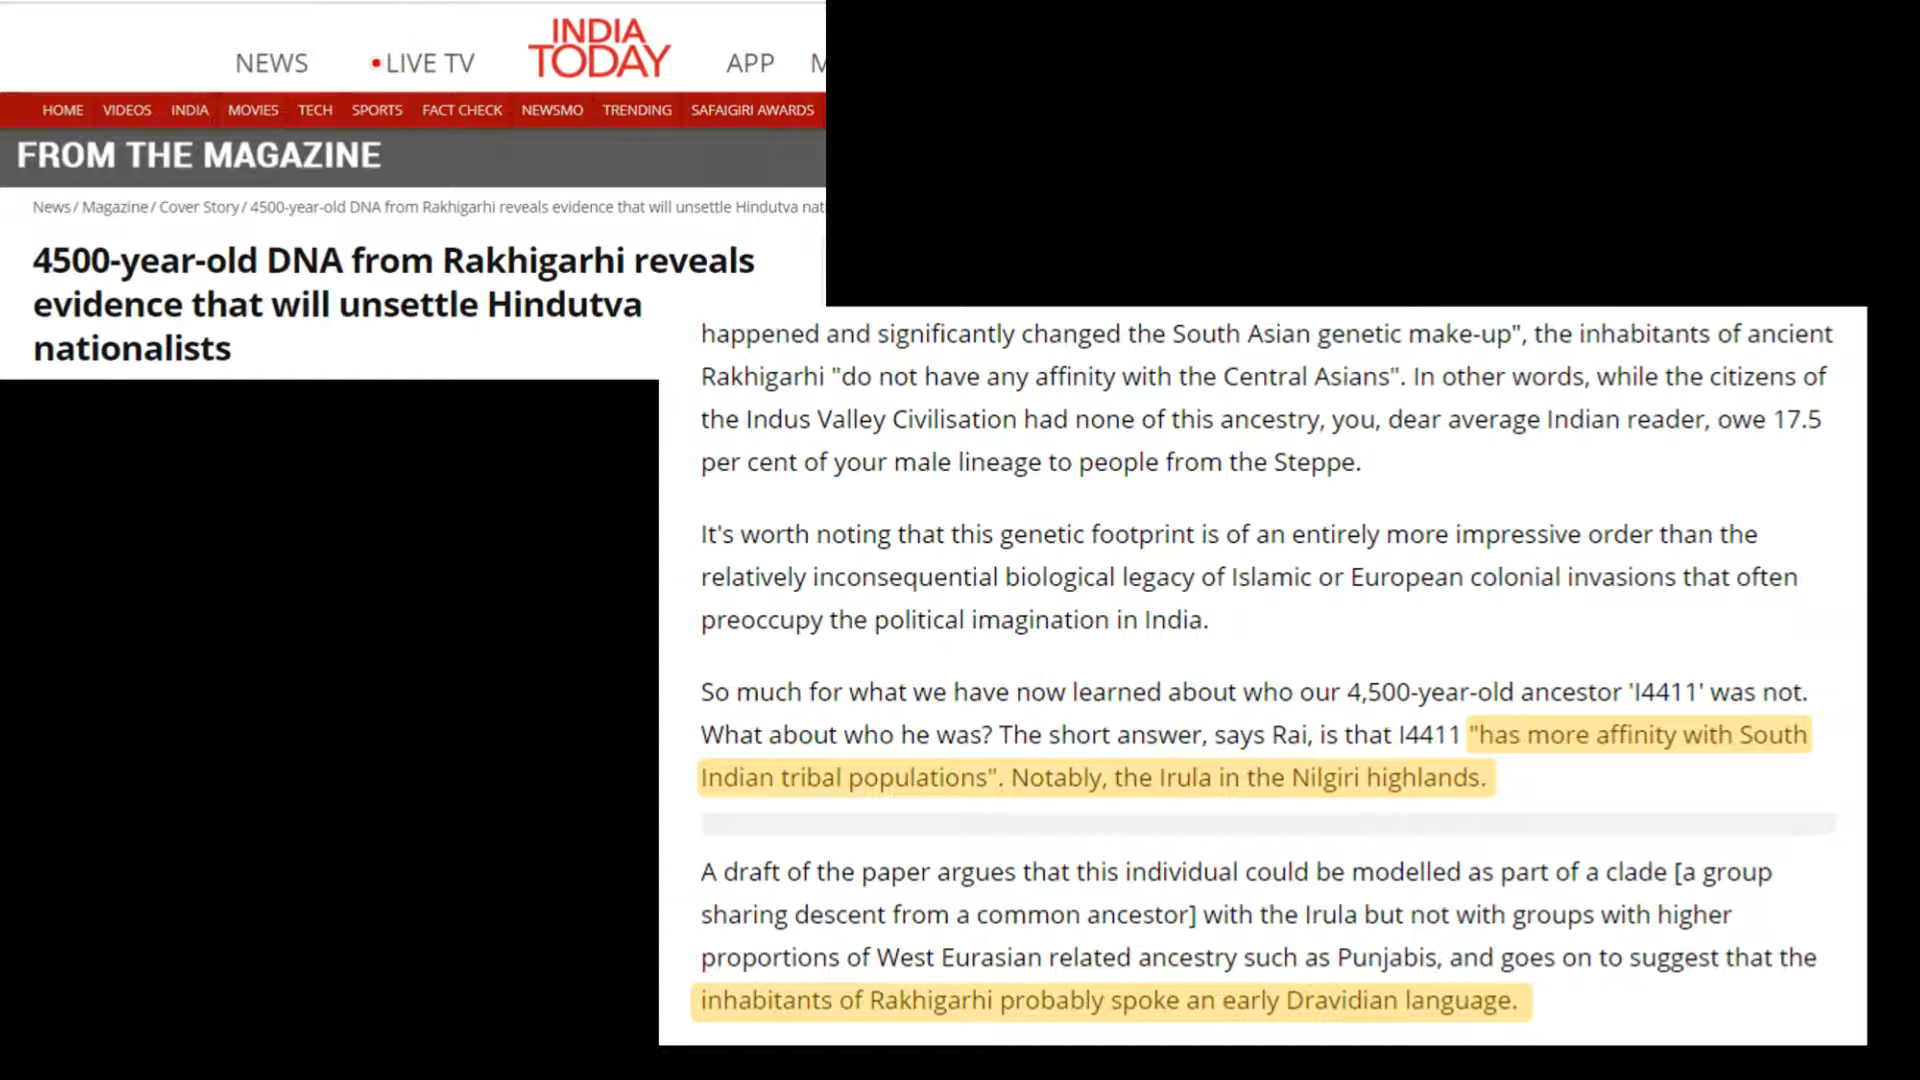 NEWS
LIVE TV
INDIA
TODAY
APP
HOME VIDEOS INDIA MOVIES TECH SPORTS FACT CHECK NEWSMO TRENDING SAFAIGIRI AWARDS
FROM THE MAGAZINE
News / Magazine / Cover Story / 4500-year-old DNA from Rakhigarhi reveals evidence that will unsettle Hindutva nat
4500-year-old DNA from Rakhigarhi reveals
evidence that will unsettle Hindutva
nationalists
happened and significantly changed the South Asian genetic make-up", the inhabitants of ancient
Rakhigarhi "do not have any affinity with the Central Asians". In other words, while the citizens of
the Indus Valley Civilisation had none of this ancestry, you, dear average Indian reader, owe 17.5
per cent of your male lineage to people from the Steppe.
It's worth noting that this genetic footprint is of an entirely more impressive order than the
relatively inconsequential biological legacy of Islamic or European colonial invasions that often
preoccupy the political imagination in India.
So much for what we have now learned about who our 4,500-year-old ancestor 'I4411' was not.
What about who he was? The short answer, says Rai, is that I4411 "has more affinity with South
Indian tribal populations". Notably, the Irula in the Nilgiri highlands.
A draft of the paper argues that this individual could be modelled as part of a clade [a group
sharing descent from a common ancestor] with the Irula but not with groups with higher
proportions of West Eurasian related ancestry such as Punjabis, and goes on to suggest that the
inhabitants of Rakhigarhi probably spoke an early Dravidian language.